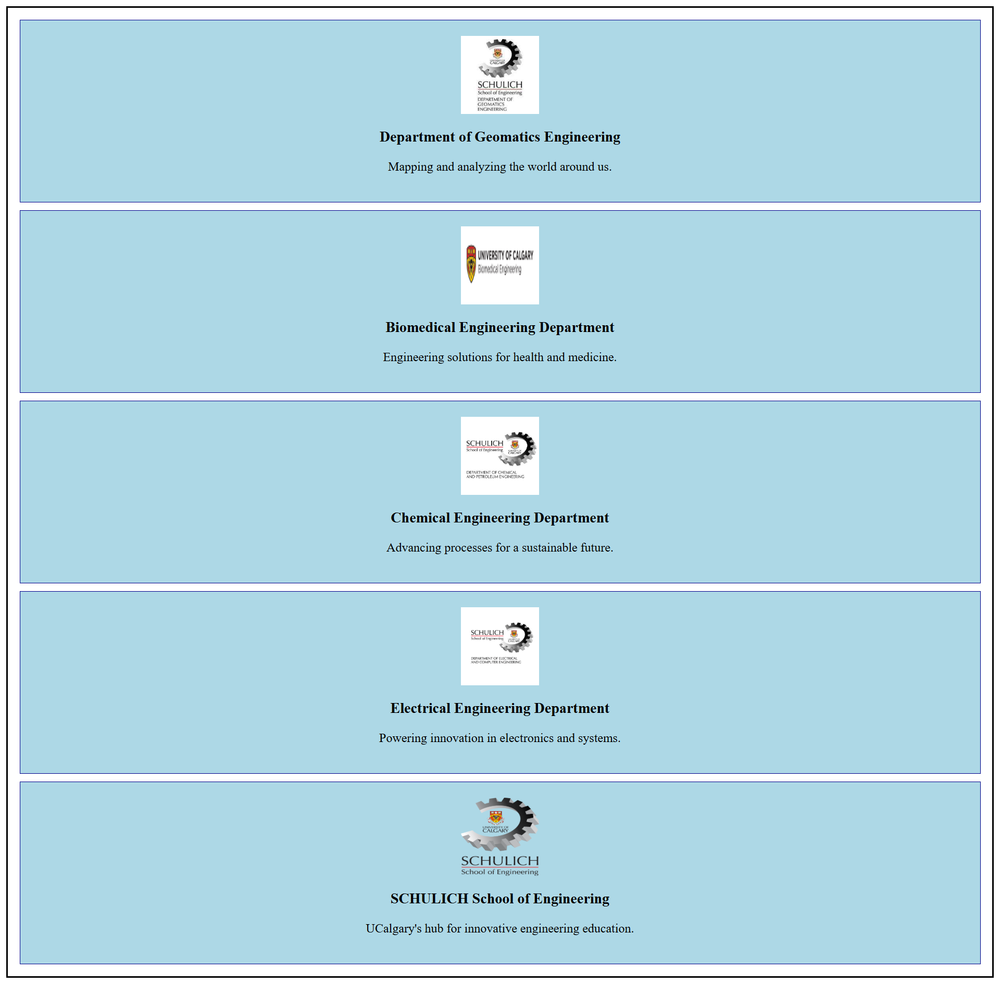 UNIVERSITY OF
CALGARY
SCHULICH
School of Engineering
DEPARTMENT OF
GEOMATICS
ENGINEERING
Department of Geomatics Engineering
Mapping and analyzing the world around us.
UNIVERSITY OF CALGARY
Biomedical Engineering
Biomedical Engineering Department
Engineering solutions for health and medicine.
SCHULICH
School of Engineering
UNIVERSITY OF
CALGARY
DEPARTMENT OF CHEMICAL
AND PETROLEUM ENGINEERING
Chemical Engineering Department
Advancing processes for a sustainable future.
SCHULICH
School of Engineering
UNIVERSITY OF
CALGARY
DEPARTMENT OF ELECTRICAL
AND COMPUTER ENGINEERING
Electrical Engineering Department
Powering innovation in electronics and systems.
UNIVERSITY OF
CALGARY
SCHULICH
School of Engineering
SCHULICH School of Engineering
UCalgary's hub for innovative engineering education.